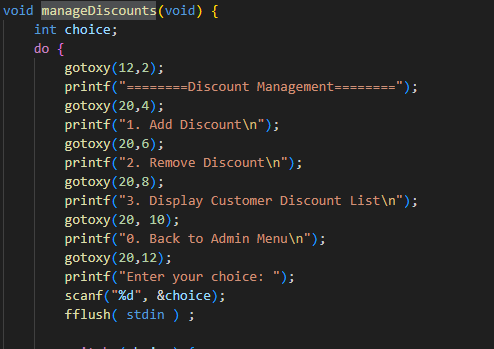 void manageDiscounts(void) {
    int choice;
    do {
        gotoxy(12,2);
        printf("========Discount Management========");
        gotoxy(20,4);
        printf("1. Add Discount\n");
        gotoxy(20,6);
        printf("2. Remove Discount\n");
        gotoxy(20,8);
        printf("3. Display Customer Discount List\n");
        gotoxy(20, 10);
        printf("0. Back to Admin Menu\n");
        gotoxy(20,12);
        printf("Enter your choice: ");
        scanf("%d", &choice);
        fflush( stdin ) ;